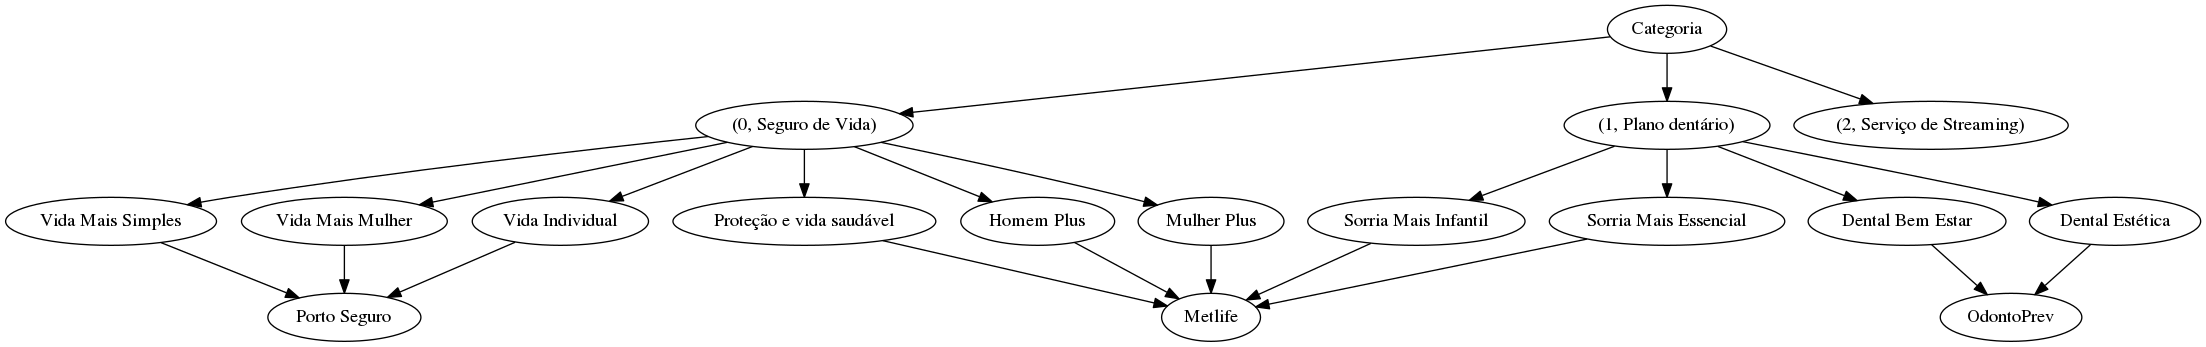 Categoria
(0, Seguro de Vida)
(1, Plano dentário)
(2, Serviço de Streaming)
Vida Mais Simples
Vida Mais Mulher
Vida Individual
Proteção e vida saudável
Homem Plus
Mulher Plus
Sorria Mais Infantil
Sorria Mais Essencial
Dental Bem Estar
Dental Estética
Porto Seguro
Metlife
OdontoPrev